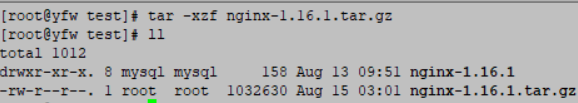 [root@yfw test]# tar -xzf nginx-1.16.1.tar.gz
[root@yfw test]# ll
total 1012
drwxr-xr-x. 8 mysql mysql     158 Aug 13 09:51 nginx-1.16.1
-rw-r--r--. 1 root  root  1032630 Aug 15 03:01 nginx-1.16.1.tar.gz